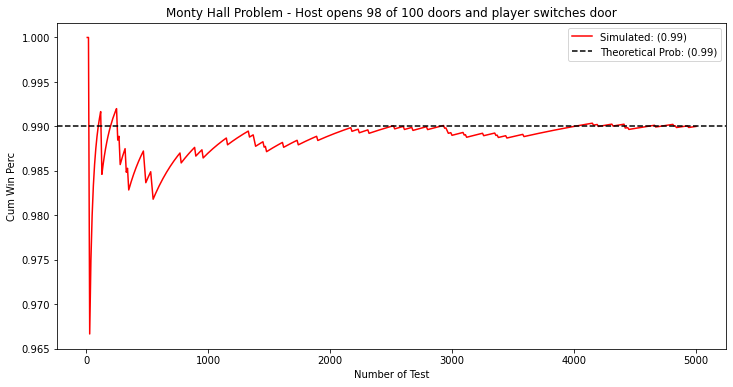 Monty Hall Problem - Host opens 98 of 100 doors and player switches door
Simulated: (0.99)
Theoretical Prob: (0.99)
Cum Win Perc
1.000
0.995
0.990
0.985
0.980
0.975
0.970
0.965
0 1000 2000 3000 4000 5000
Number of Test